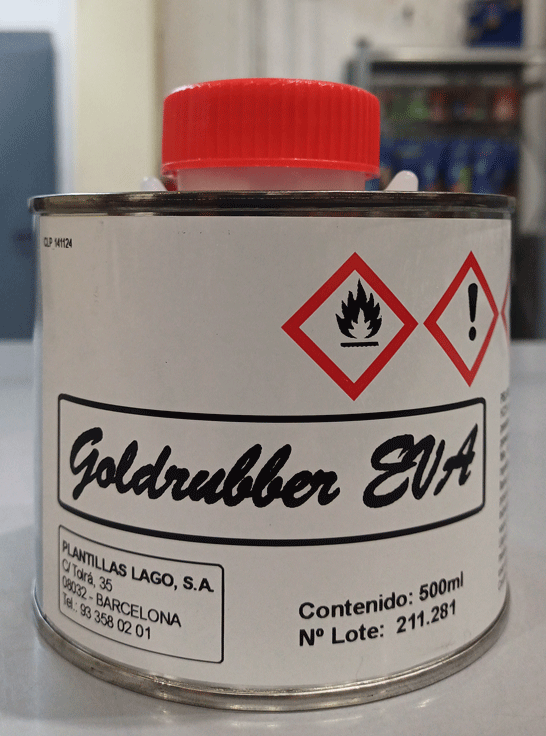 CLP 141124
Goldrubber EVA
PLANTILLAS LAGO, S.A.
C/ Toirá, 35
08032 - BARCELONA
Tel.: 93 358 02 01
Contenido: 500ml
Nº Lote: 211.281